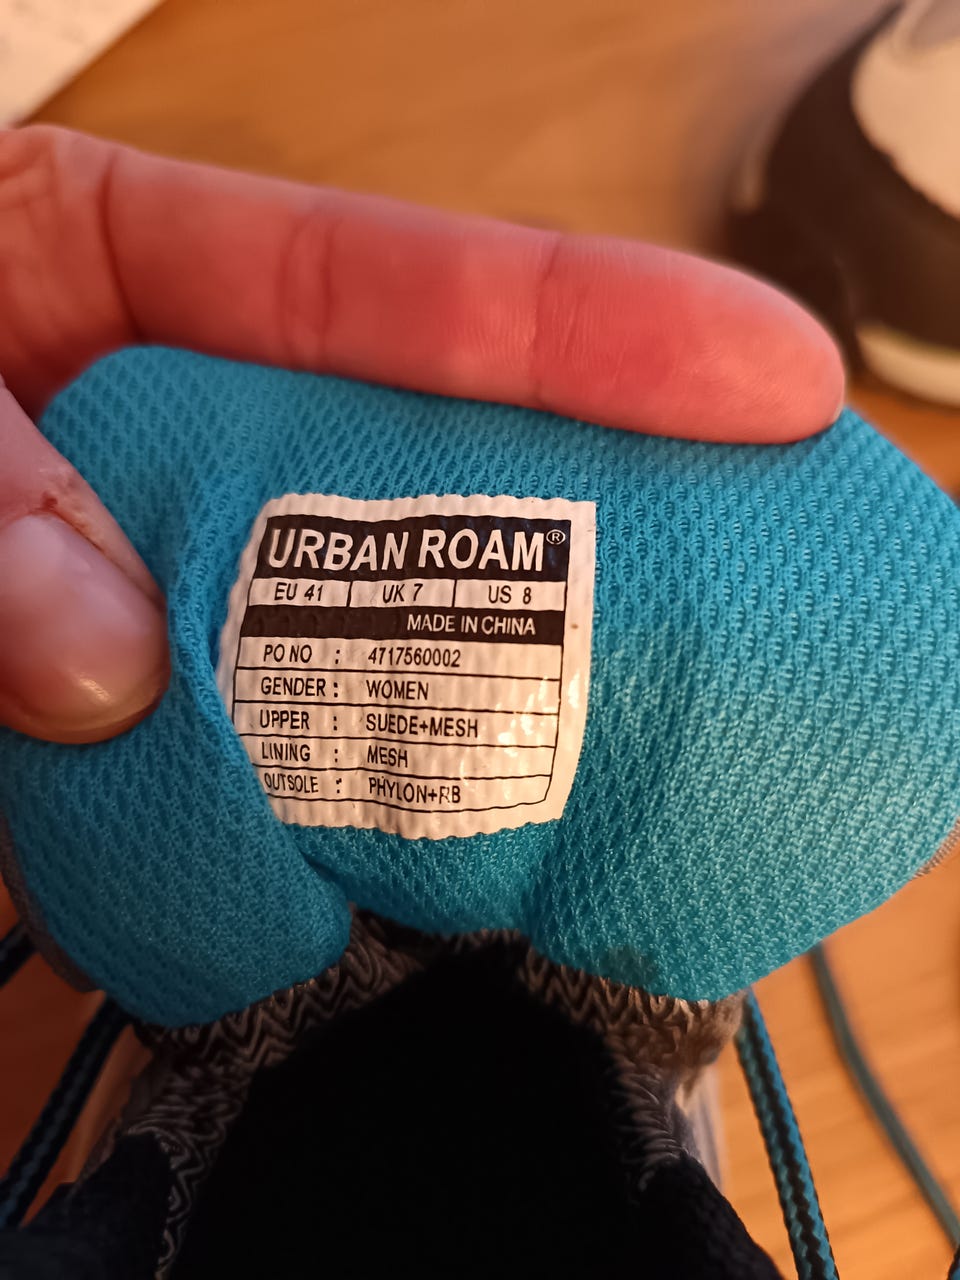 URBAN ROAM®
EU 41 UK 7 US 8
MADE IN CHINA
PO NO : 4717560002
GENDER : WOMEN
UPPER : SUEDE+MESH
LINING : MESH
OUTSOLE : PHYLON+RB